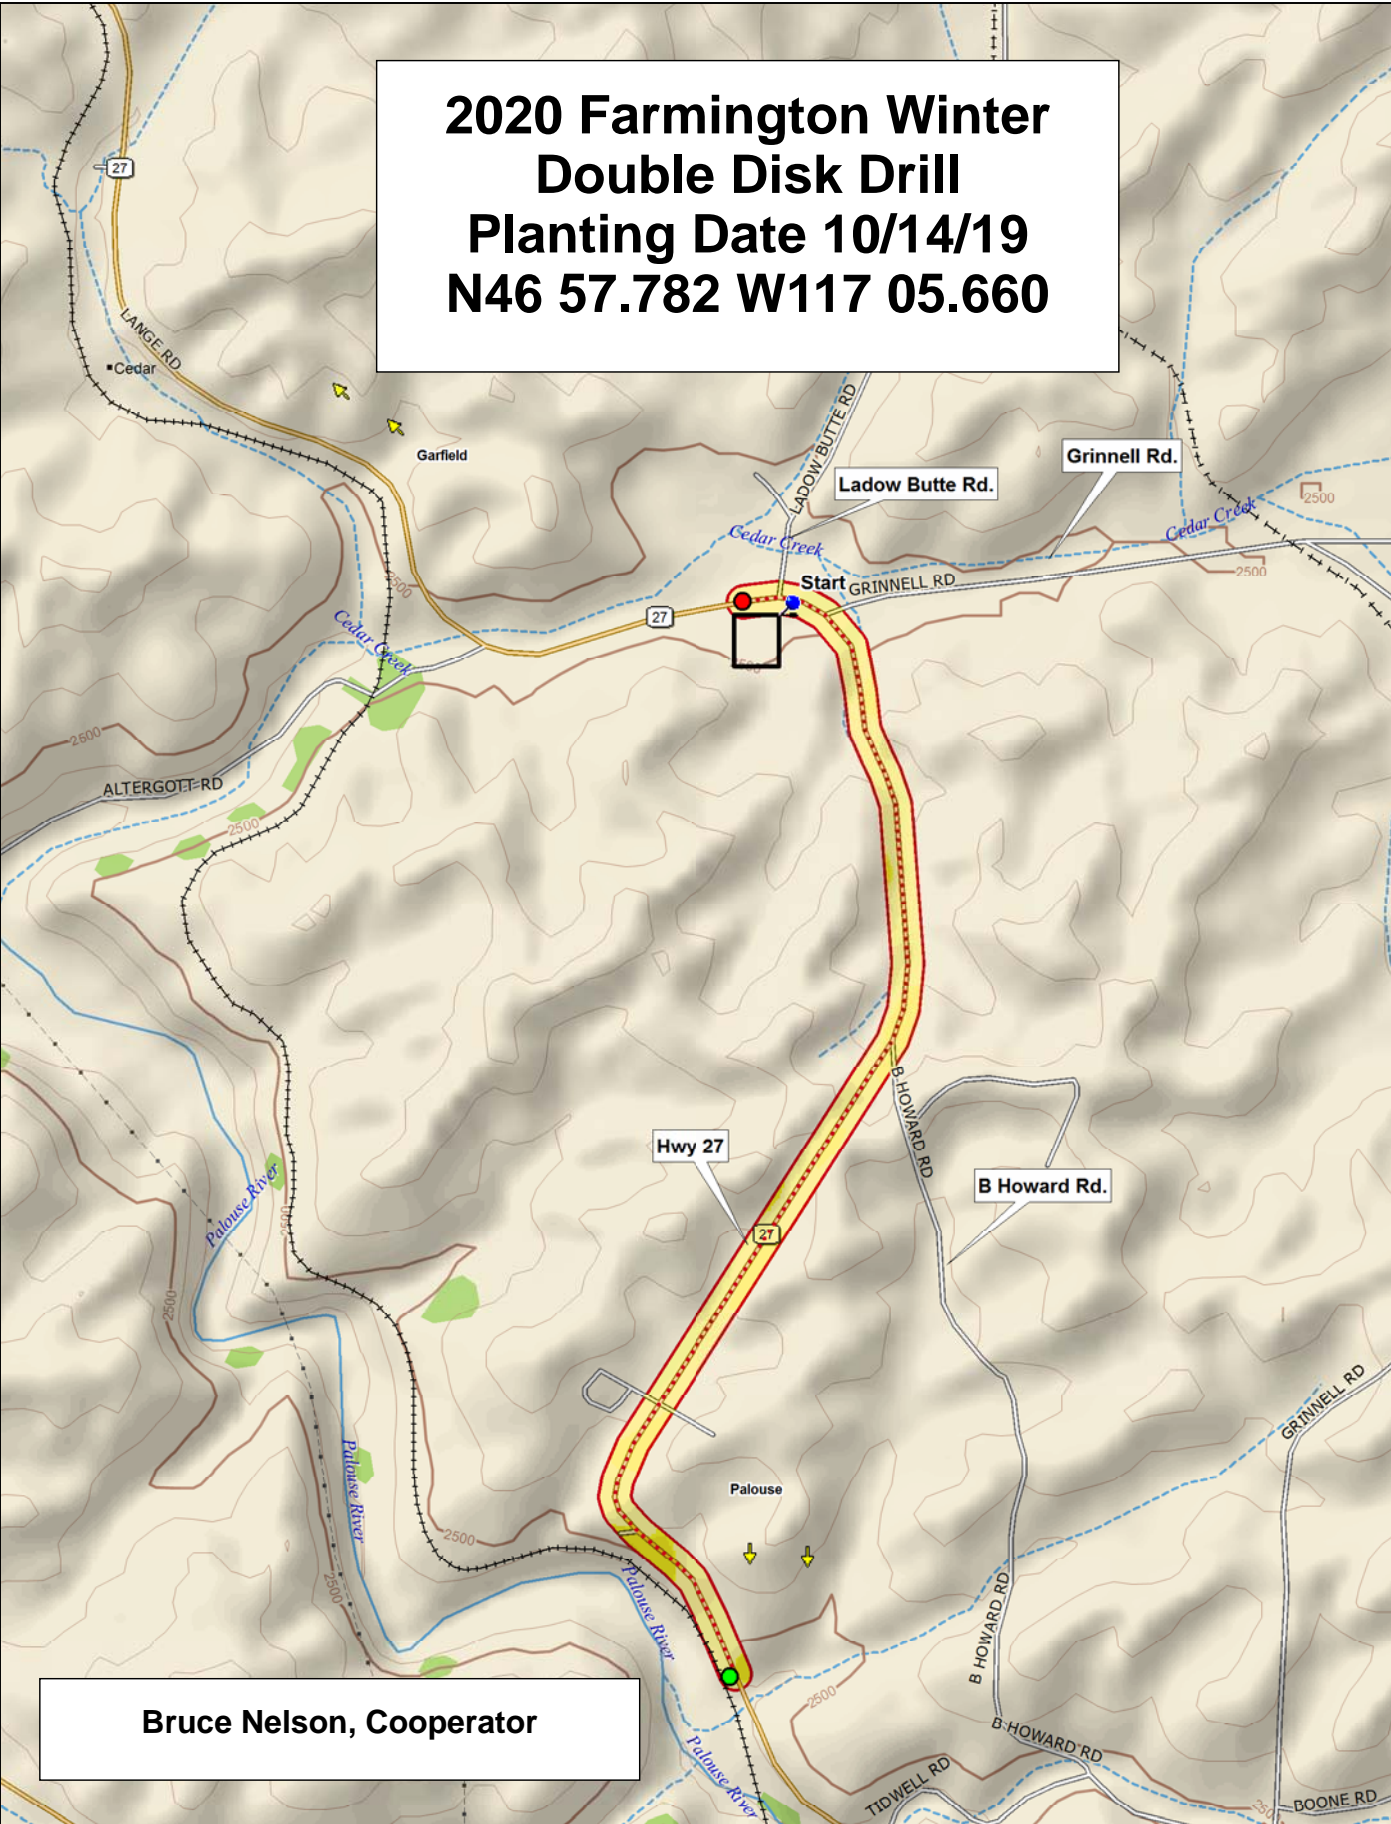 2020 Farmington Winter
Double Disk Drill
Planting Date 10/14/19
N46 57.782 W117 05.660
27
LANGE RD
Cedar
Garfield
LADOW BUTTE RD
Ladow Butte Rd.
Grinnell Rd.
2500
Cedar Creek
Cedar Creek
2500
Start
GRINNELL RD
2500
27
Cedar Creek
2500
2500
ALTERGOTT RD
2500
B HOWARD RD
Hwy 27
B Howard Rd.
Palouse River
2500
27
2500
GRINNELL RD
Palouse River
Palouse
2500
2500
Palouse River
B HOWARD RD
2500
Bruce Nelson, Cooperator
B HOWARD RD
Palouse River
TIDWELL RD
2500
BOONE RD